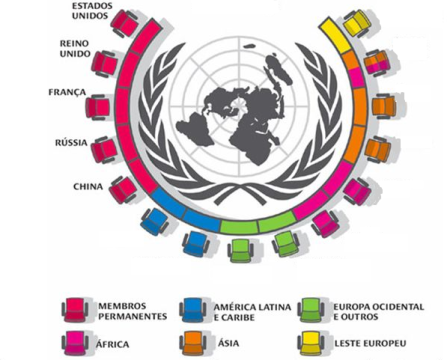 ESTADOS
UNIDOS
REINO
UNIDO
FRANÇA
RÚSSIA
CHINA
MEMBROS
PERMANENTES
AMÉRICA LATINA
E CARIBE
EUROPA OCIDENTAL
E OUTROS
ÁFRICA
ÁSIA
LESTE EUROPEU